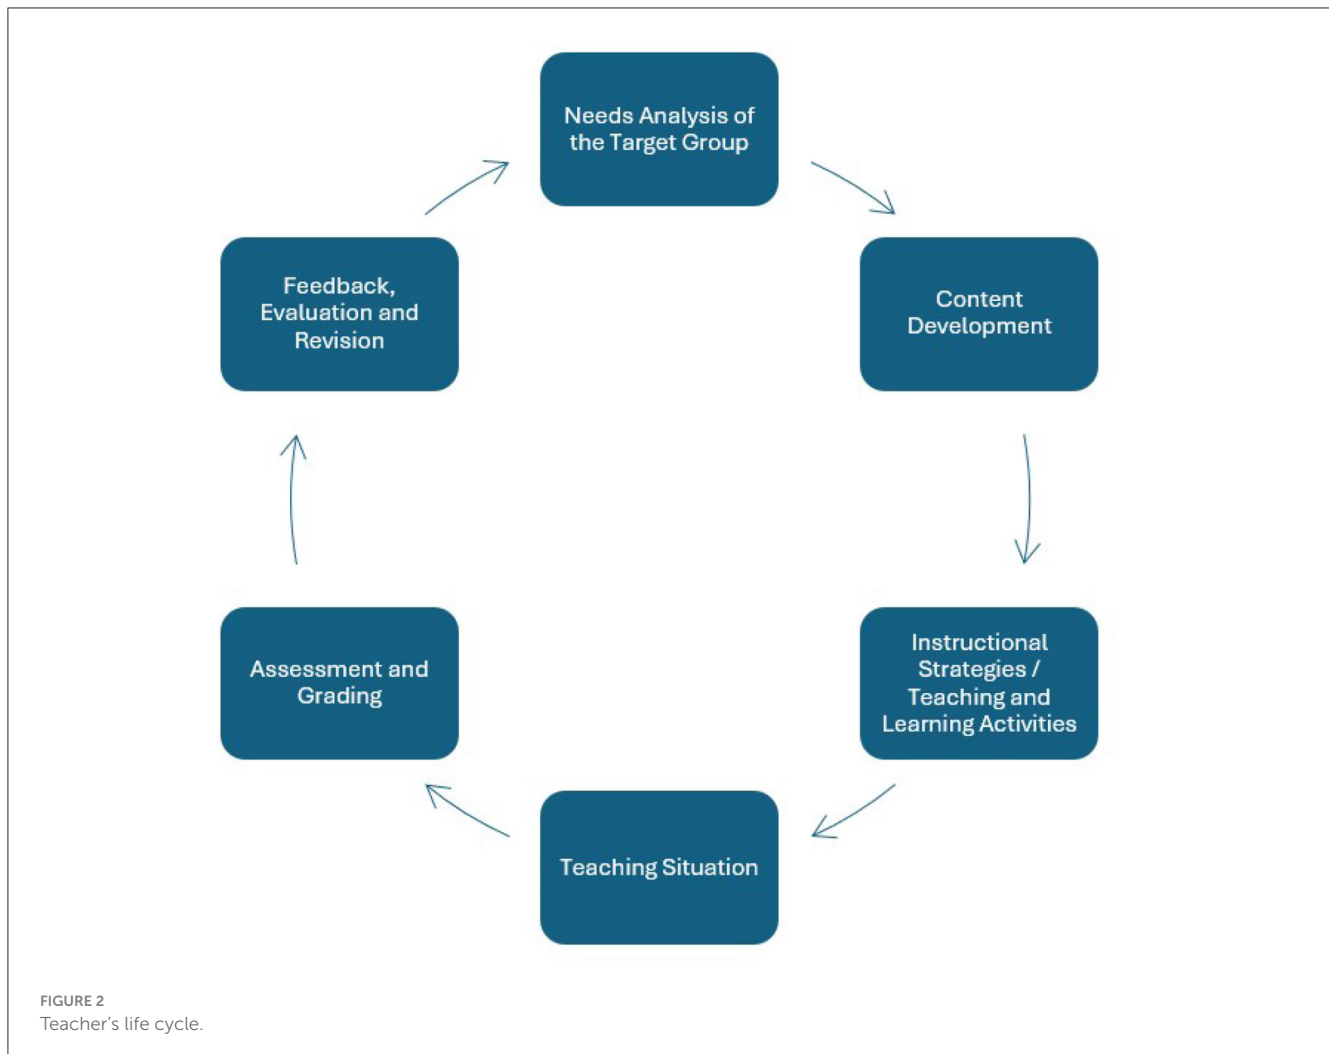 Needs Analysis of
the Target Group
Content
Development
Instructional
Strategies /
Teaching and
Learning Activities
Teaching Situation
Assessment and
Grading
Feedback,
Evaluation and
Revision
FIGURE 2
Teacher’s life cycle.